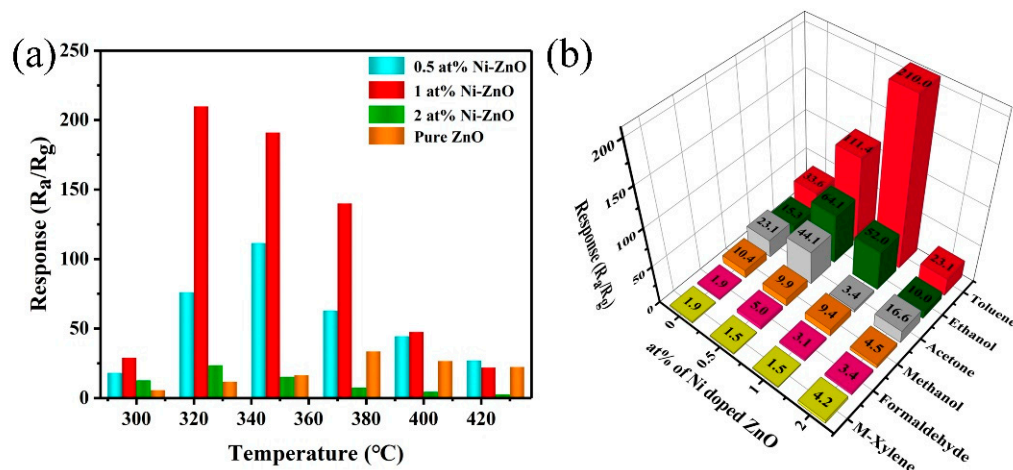 (a)
250
200
150
100
50
0
Response (Ra/Rg)
0.5 at% Ni-ZnO
1 at% Ni-ZnO
2 at% Ni-ZnO
Pure ZnO
300 320 340 360 380 400 420
Temperature (°C)
(b)
200
150
100
50
0
Response (Ra/Rg)
33.6 111.4 210.0 23.1
15.3 64.1 52.0 10.0
23.1 44.1 3.4 16.6
10.4 9.9 9.4 4.5
1.9 5.0 3.1 3.4
1.9 1.5 1.5 4.2
0 0.5 1 2
at% of Ni doped ZnO
Toluene
Ethanol
Acetone
Methanol
Formaldehyde
M-Xylene